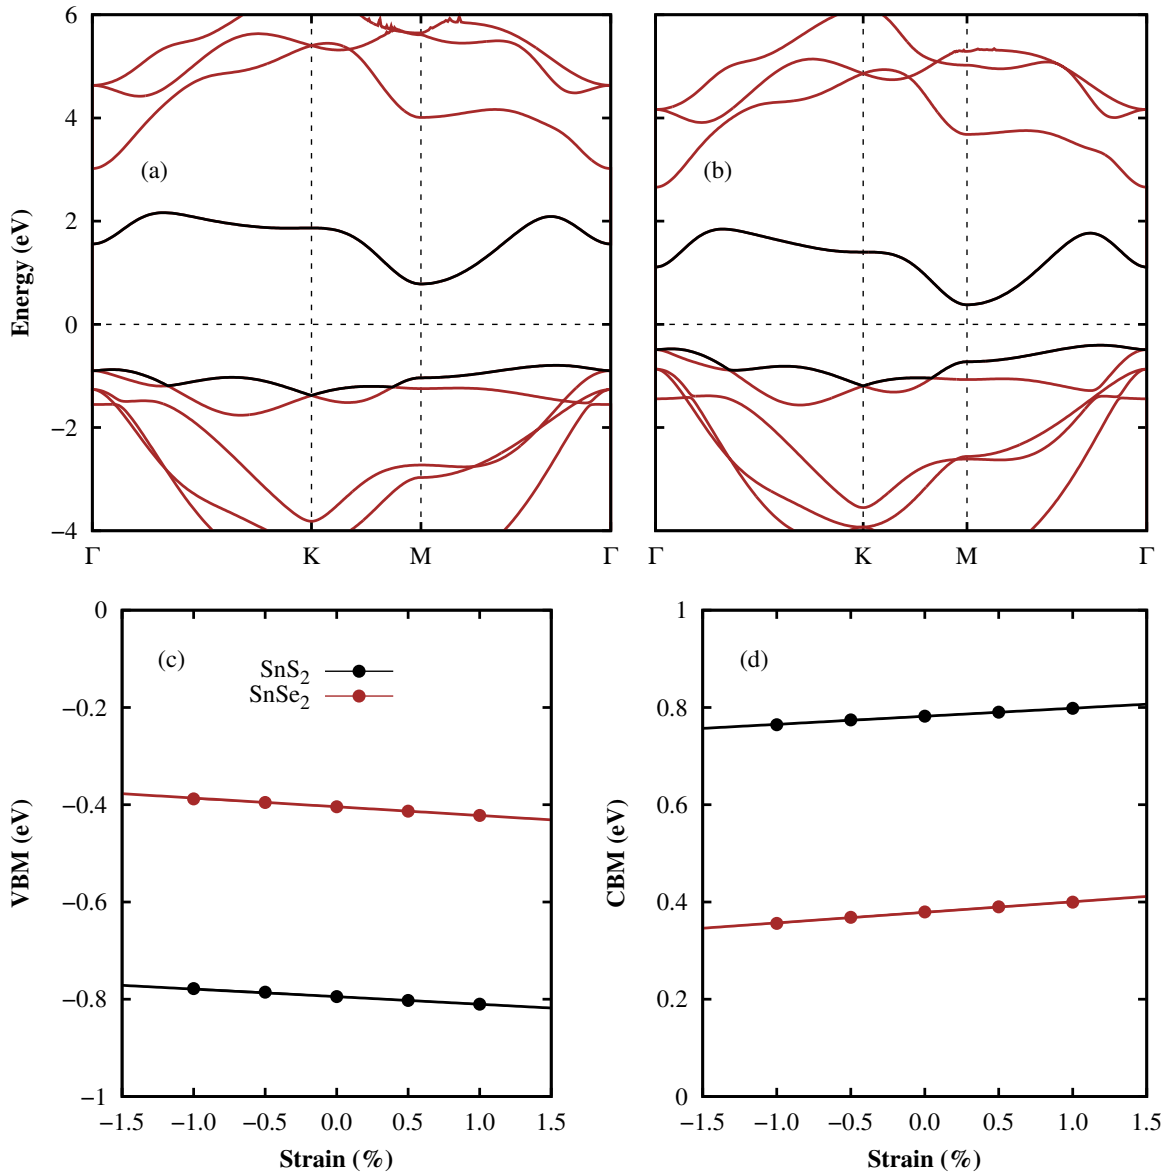 6
4
2
0
−2
−4
Energy (eV)
(a)
(b)
Γ K M Γ
Γ K M Γ
0
−0.2
−0.4
−0.6
−0.8
−1
VBM (eV)
(c)
SnS2
SnSe2
−1.5 −1.0 −0.5 0.0 0.5 1.0 1.5
Strain (%)
1
0.8
0.6
0.4
0.2
0
CBM (eV)
(d)
−1.5 −1.0 −0.5 0.0 0.5 1.0 1.5
Strain (%)